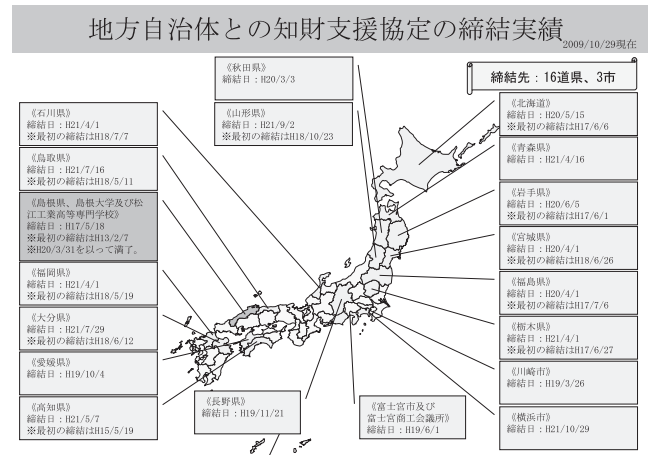 地方自治体との知財支援協定の締結実績
2009/10/29現在
締結先：16道県、3市
《秋田県》
締結日：H20/3/3
《山形県》
締結日：H21/9/2
※最初の締結はH18/10/23
《石川県》
締結日：H21/4/1
※最初の締結はH18/7/7
《鳥取県》
締結日：H21/7/16
※最初の締結はH18/5/11
《島根県、島根大学及び松
江工業高等専門学校》
締結日：H17/5/18
※最初の締結はH13/2/7
※H20/3/31を以って満了。
《福岡県》
締結日：H21/4/1
※最初の締結はH18/5/19
《大分県》
締結日：H21/7/29
※最初の締結はH18/6/12
《愛媛県》
締結日：H19/10/4
《高知県》
締結日：H21/5/7
※最初の締結はH15/5/19
《長野県》
締結日：H19/11/21
《富士宮市及び
富士宮商工会議所》
締結日：H19/6/1
《北海道》
締結日：H20/5/15
※最初の締結はH17/6/6
《青森県》
締結日：H21/4/16
《岩手県》
締結日：H20/6/5
※最初の締結はH17/6/1
《宮城県》
締結日：H20/4/1
※最初の締結はH18/6/26
《福島県》
締結日：H20/4/1
※最初の締結はH17/7/6
《栃木県》
締結日：H21/4/1
※最初の締結はH17/6/27
《川崎市》
締結日：H19/3/26
《横浜市》
締結日：H21/10/29